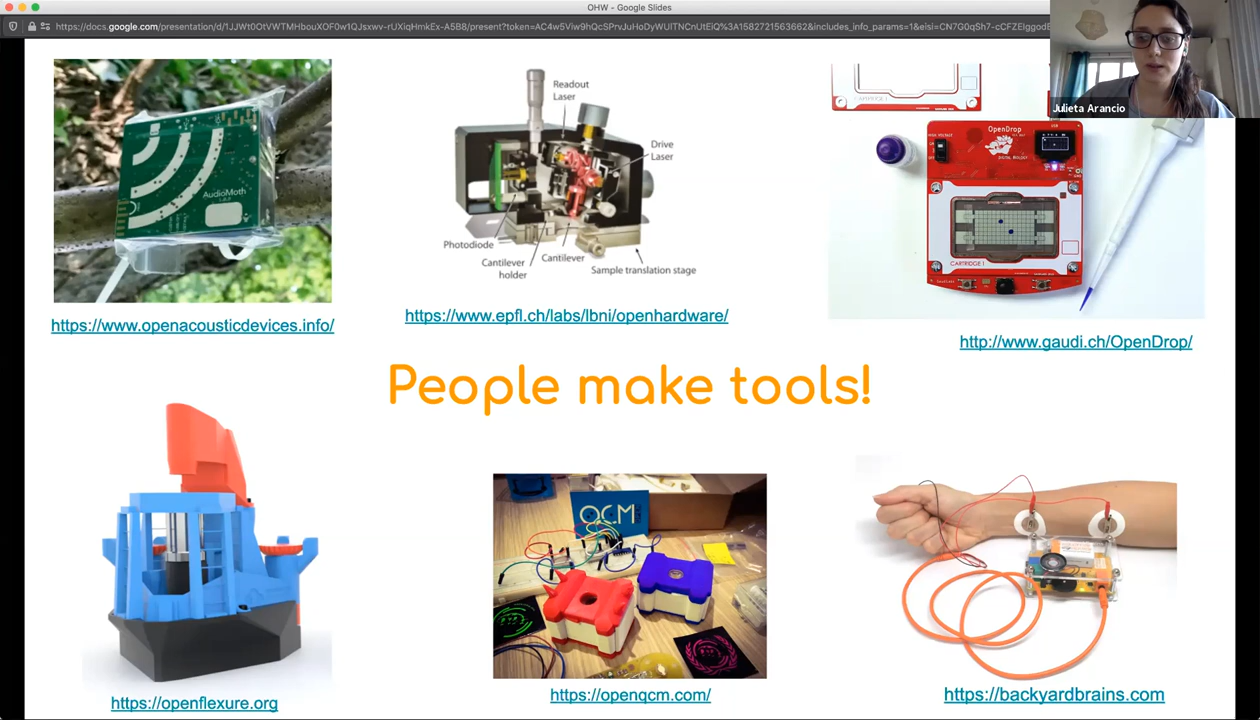 OHW - Google Slides
https://docs.google.com/presentation/d/1JJWt0OtVWTMHbouXOF0w1QJsxwv-rUXiqHmkEx-A5B8/present?token=AC4w5Viw9hQcSPrvJuHoDyWUITNCnUtEiQ%3A1582721563662&includes_info_params=1&eisi=CN7G0qSh7-cCFZEIggod
Julieta Arancio
AudioMoth
Readout
Laser
Drive
Laser
Photodiode
Cantilever
holder
Cantilever
Sample translation stage
OpenDrop
DIGITAL BIOLOGY
CARTRIDGE 1
https://www.openacousticdevices.info/
https://www.epfl.ch/labs/lbni/openhardware/
http://www.gaudi.ch/OpenDrop/
People make tools!
QCM
https://openflexure.org
https://openqcm.com/
https://backyardbrains.com